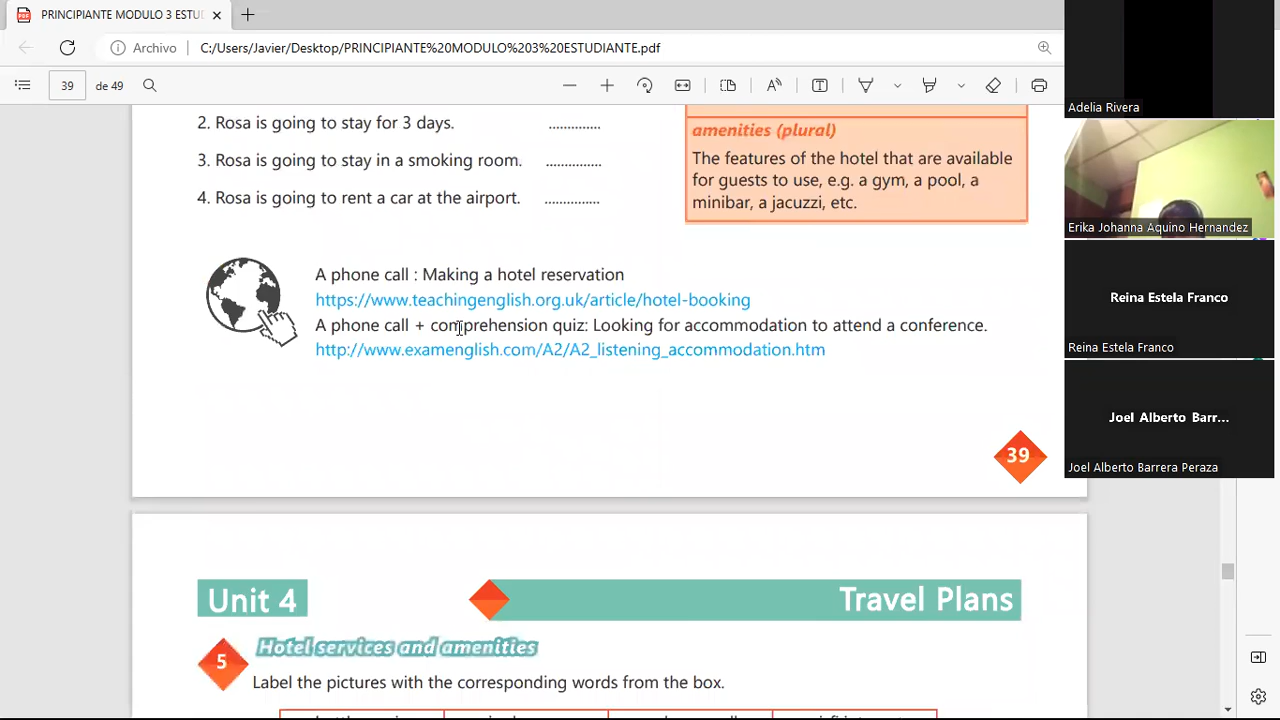 PRINCIPIANTE MODULO 3 ESTU
Archivo
C:/Users/Javier/Desktop/PRINCIPIANTE%20MODULO%203%20ESTUDIANTE.pdf
39
de 49
2. Rosa is going to stay for 3 days. .............
3. Rosa is going to stay in a smoking room. ..............
4. Rosa is going to rent a car at the airport. ..............
amenities (plural)
The features of the hotel that are available
for guests to use, e.g. a gym, a pool, a
minibar, a jacuzzi, etc.
A phone call : Making a hotel reservation
https://www.teachingenglish.org.uk/article/hotel-booking
A phone call + comprehension quiz: Looking for accommodation to attend a conference.
http://www.examenglish.com/A2/A2_listening_accommodation.htm
39
Unit 4
Travel Plans
5
Hotel services and amenities
Label the pictures with the corresponding words from the box.
Adelia Rivera
Erika Johanna Aquino Hernandez
Reina Estela Franco
Reina Estela Franco
Joel Alberto Barr...
Joel Alberto Barrera Peraza